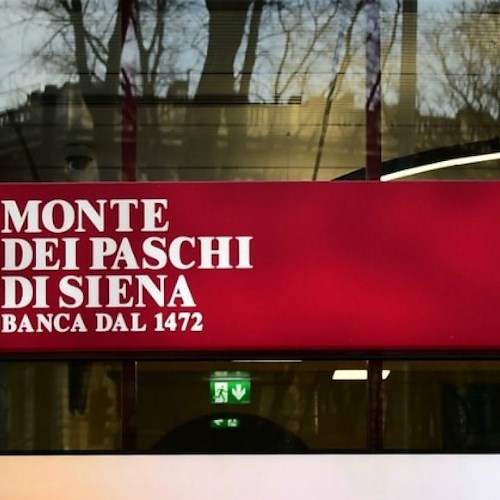 MONTE
DEI PASCHI
DI SIENA
BANCA DAL 1472